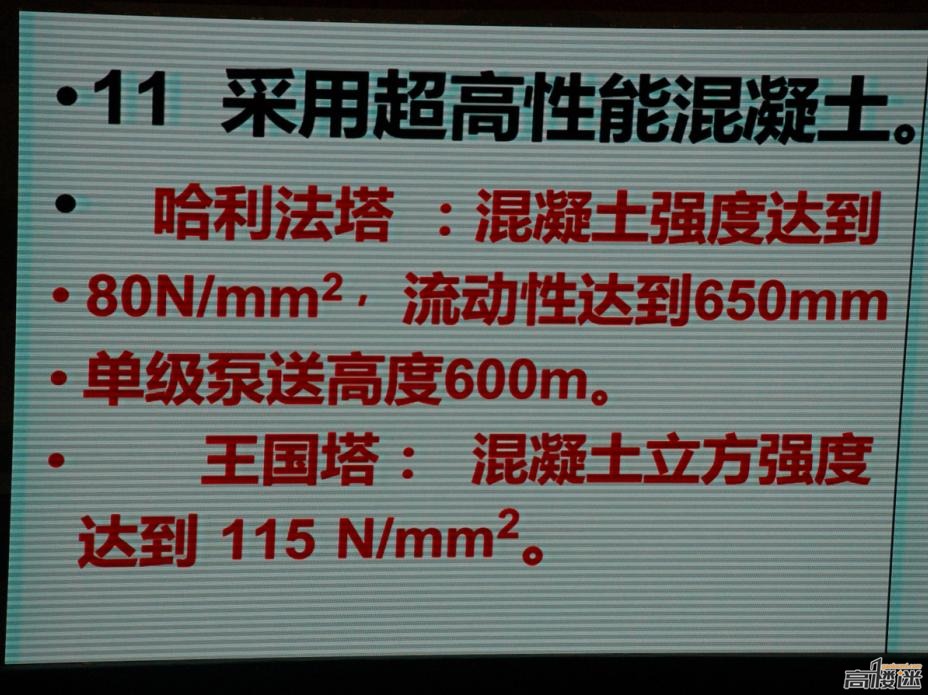 •11 采用超高性能混凝土。
• 哈利法塔 ：混凝土强度达到
•80N/mm²，流动性达到650mm
•单级泵送高度600m。
• 王国塔： 混凝土立方强度
达到 115 N/mm²。
高楼迷